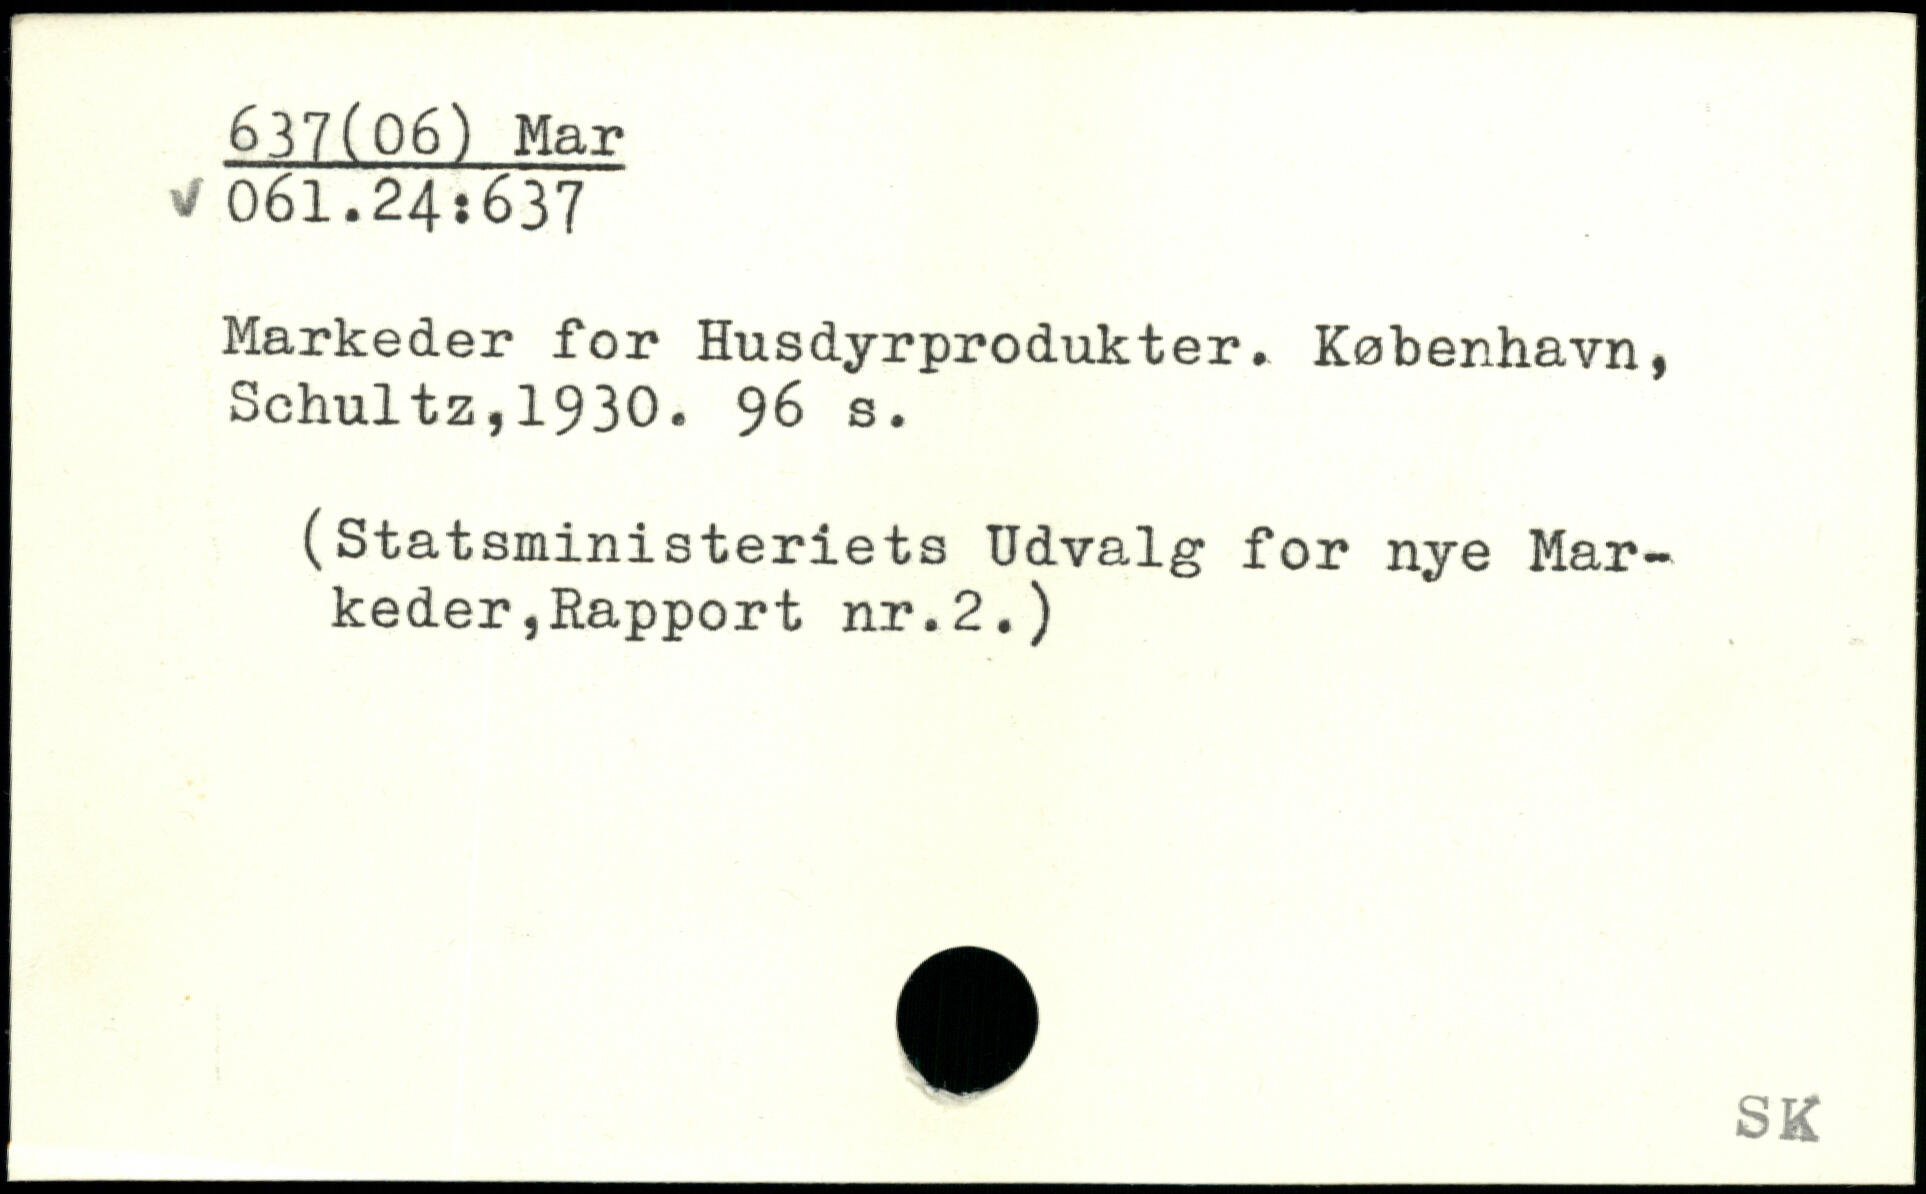 637(06) Mar
v 061.24:637
Markeder for Husdyrprodukter. København,
Schultz,1930. 96 s.
(Statsministeriets Udvalg for nye Mar-
keder,Rapport nr.2.)
SK